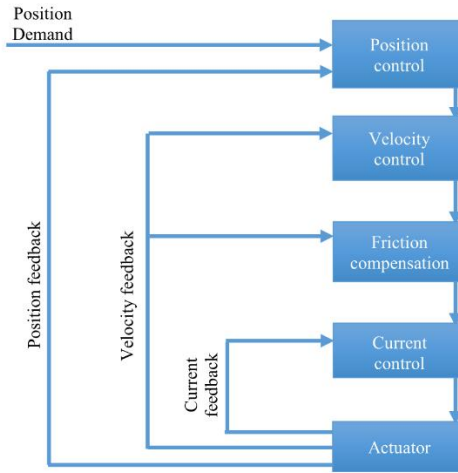 Position
Demand
Position
control
Velocity
control
Friction
compensation
Current
control
Actuator
Position feedback
Velocity feedback
Current
feedback